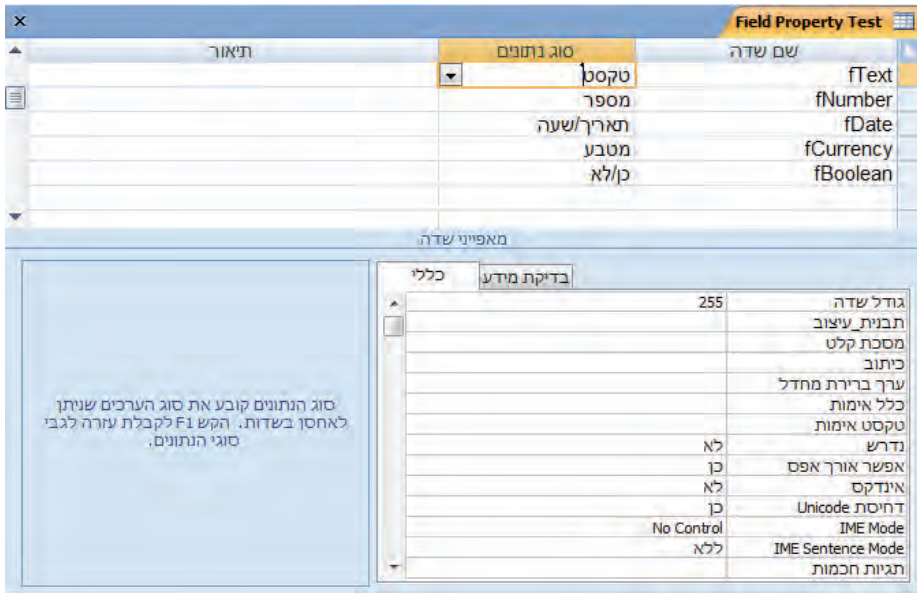 Field Property Test
שם שדה סוג נתונים תיאור
fText טקסט
fNumber מספר
fDate תאריך/שעה
fCurrency מטבע
fBoolean כן/לא
מאפייני שדה
כללי בדיקת מידע
גודל שדה 255
תבנית_עיצוב
מסכת קלט
כיתוב
ערך ברירת מחדל
כלל אימות
טקסט אימות
נדרש לא
אפשר אורך אפס כן
אינדקס לא
דחיסת Unicode כן
IME Mode No Control
IME Sentence Mode ללא
תגיות חכמות
סוג הנתונים קובע את סוג הערכים שניתן
לאחסן בשדות. הקש F1 לקבלת עזרה לגבי
סוגי הנתונים.